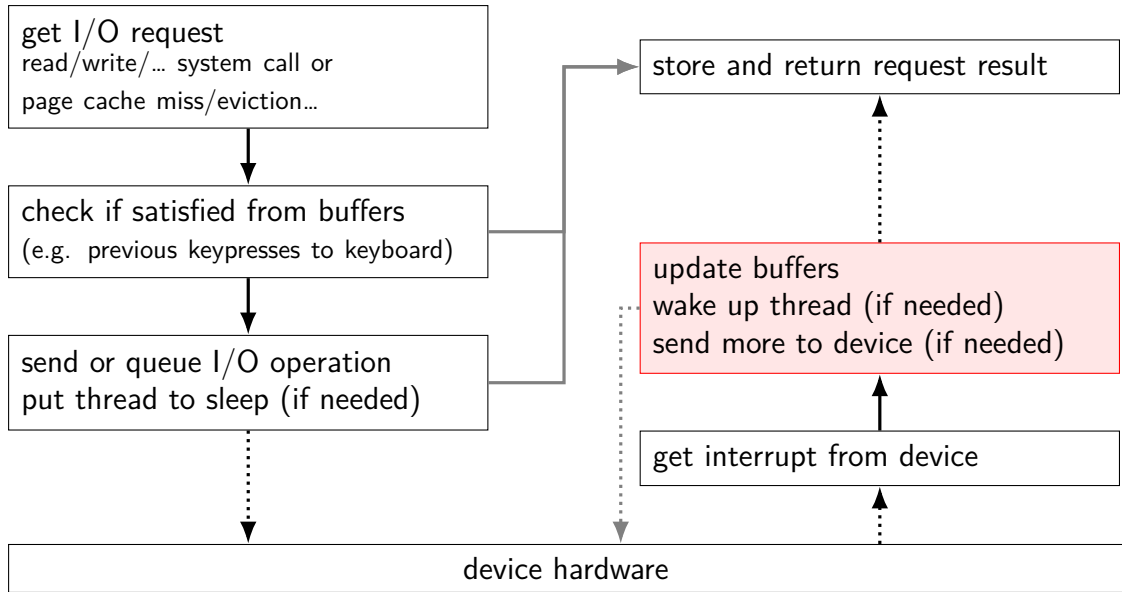 get I/O request
read/write/… system call or
page cache miss/eviction…
check if satisfied from buffers
(e.g. previous keypresses to keyboard)
send or queue I/O operation
put thread to sleep (if needed)
store and return request result
update buffers
wake up thread (if needed)
send more to device (if needed)
get interrupt from device
device hardware